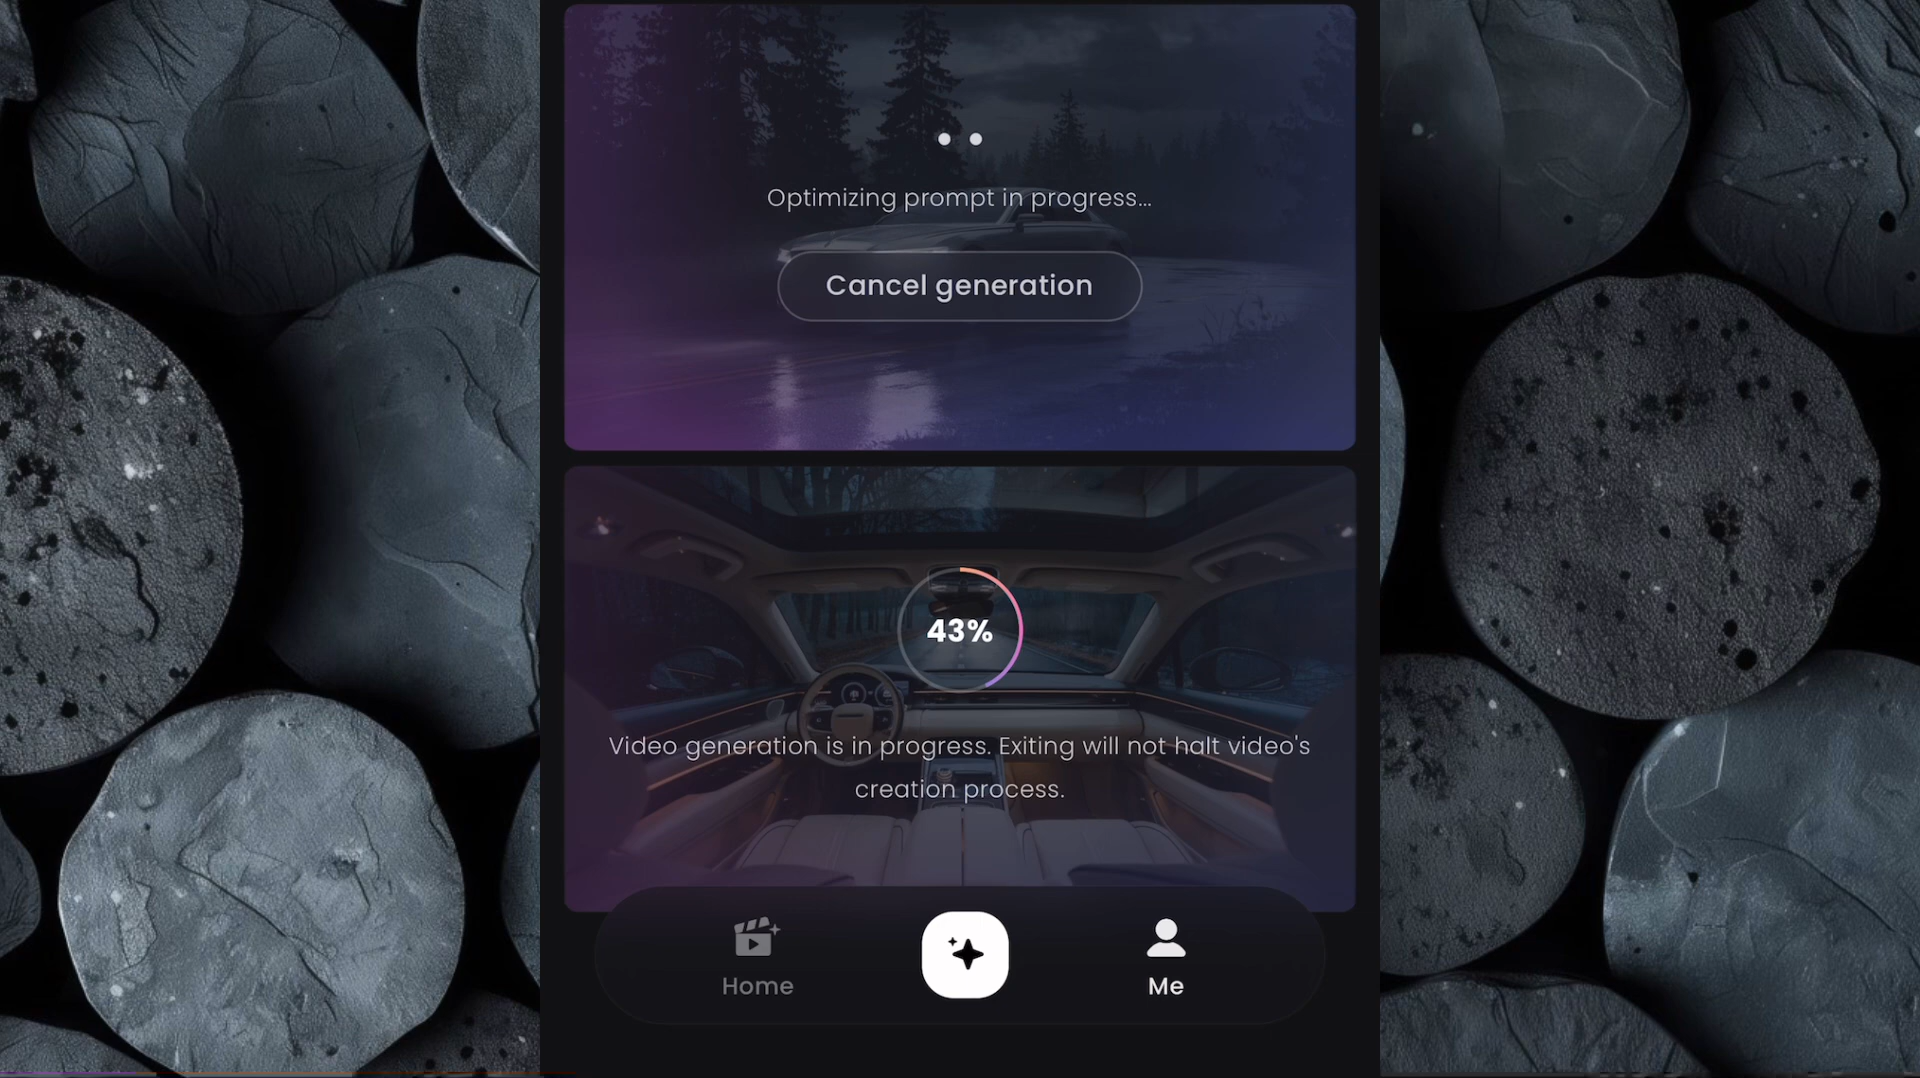 Optimizing prompt in progress...
Cancel generation
43%
Video generation is in progress. Exiting will not halt video's
creation process.
Home
Me